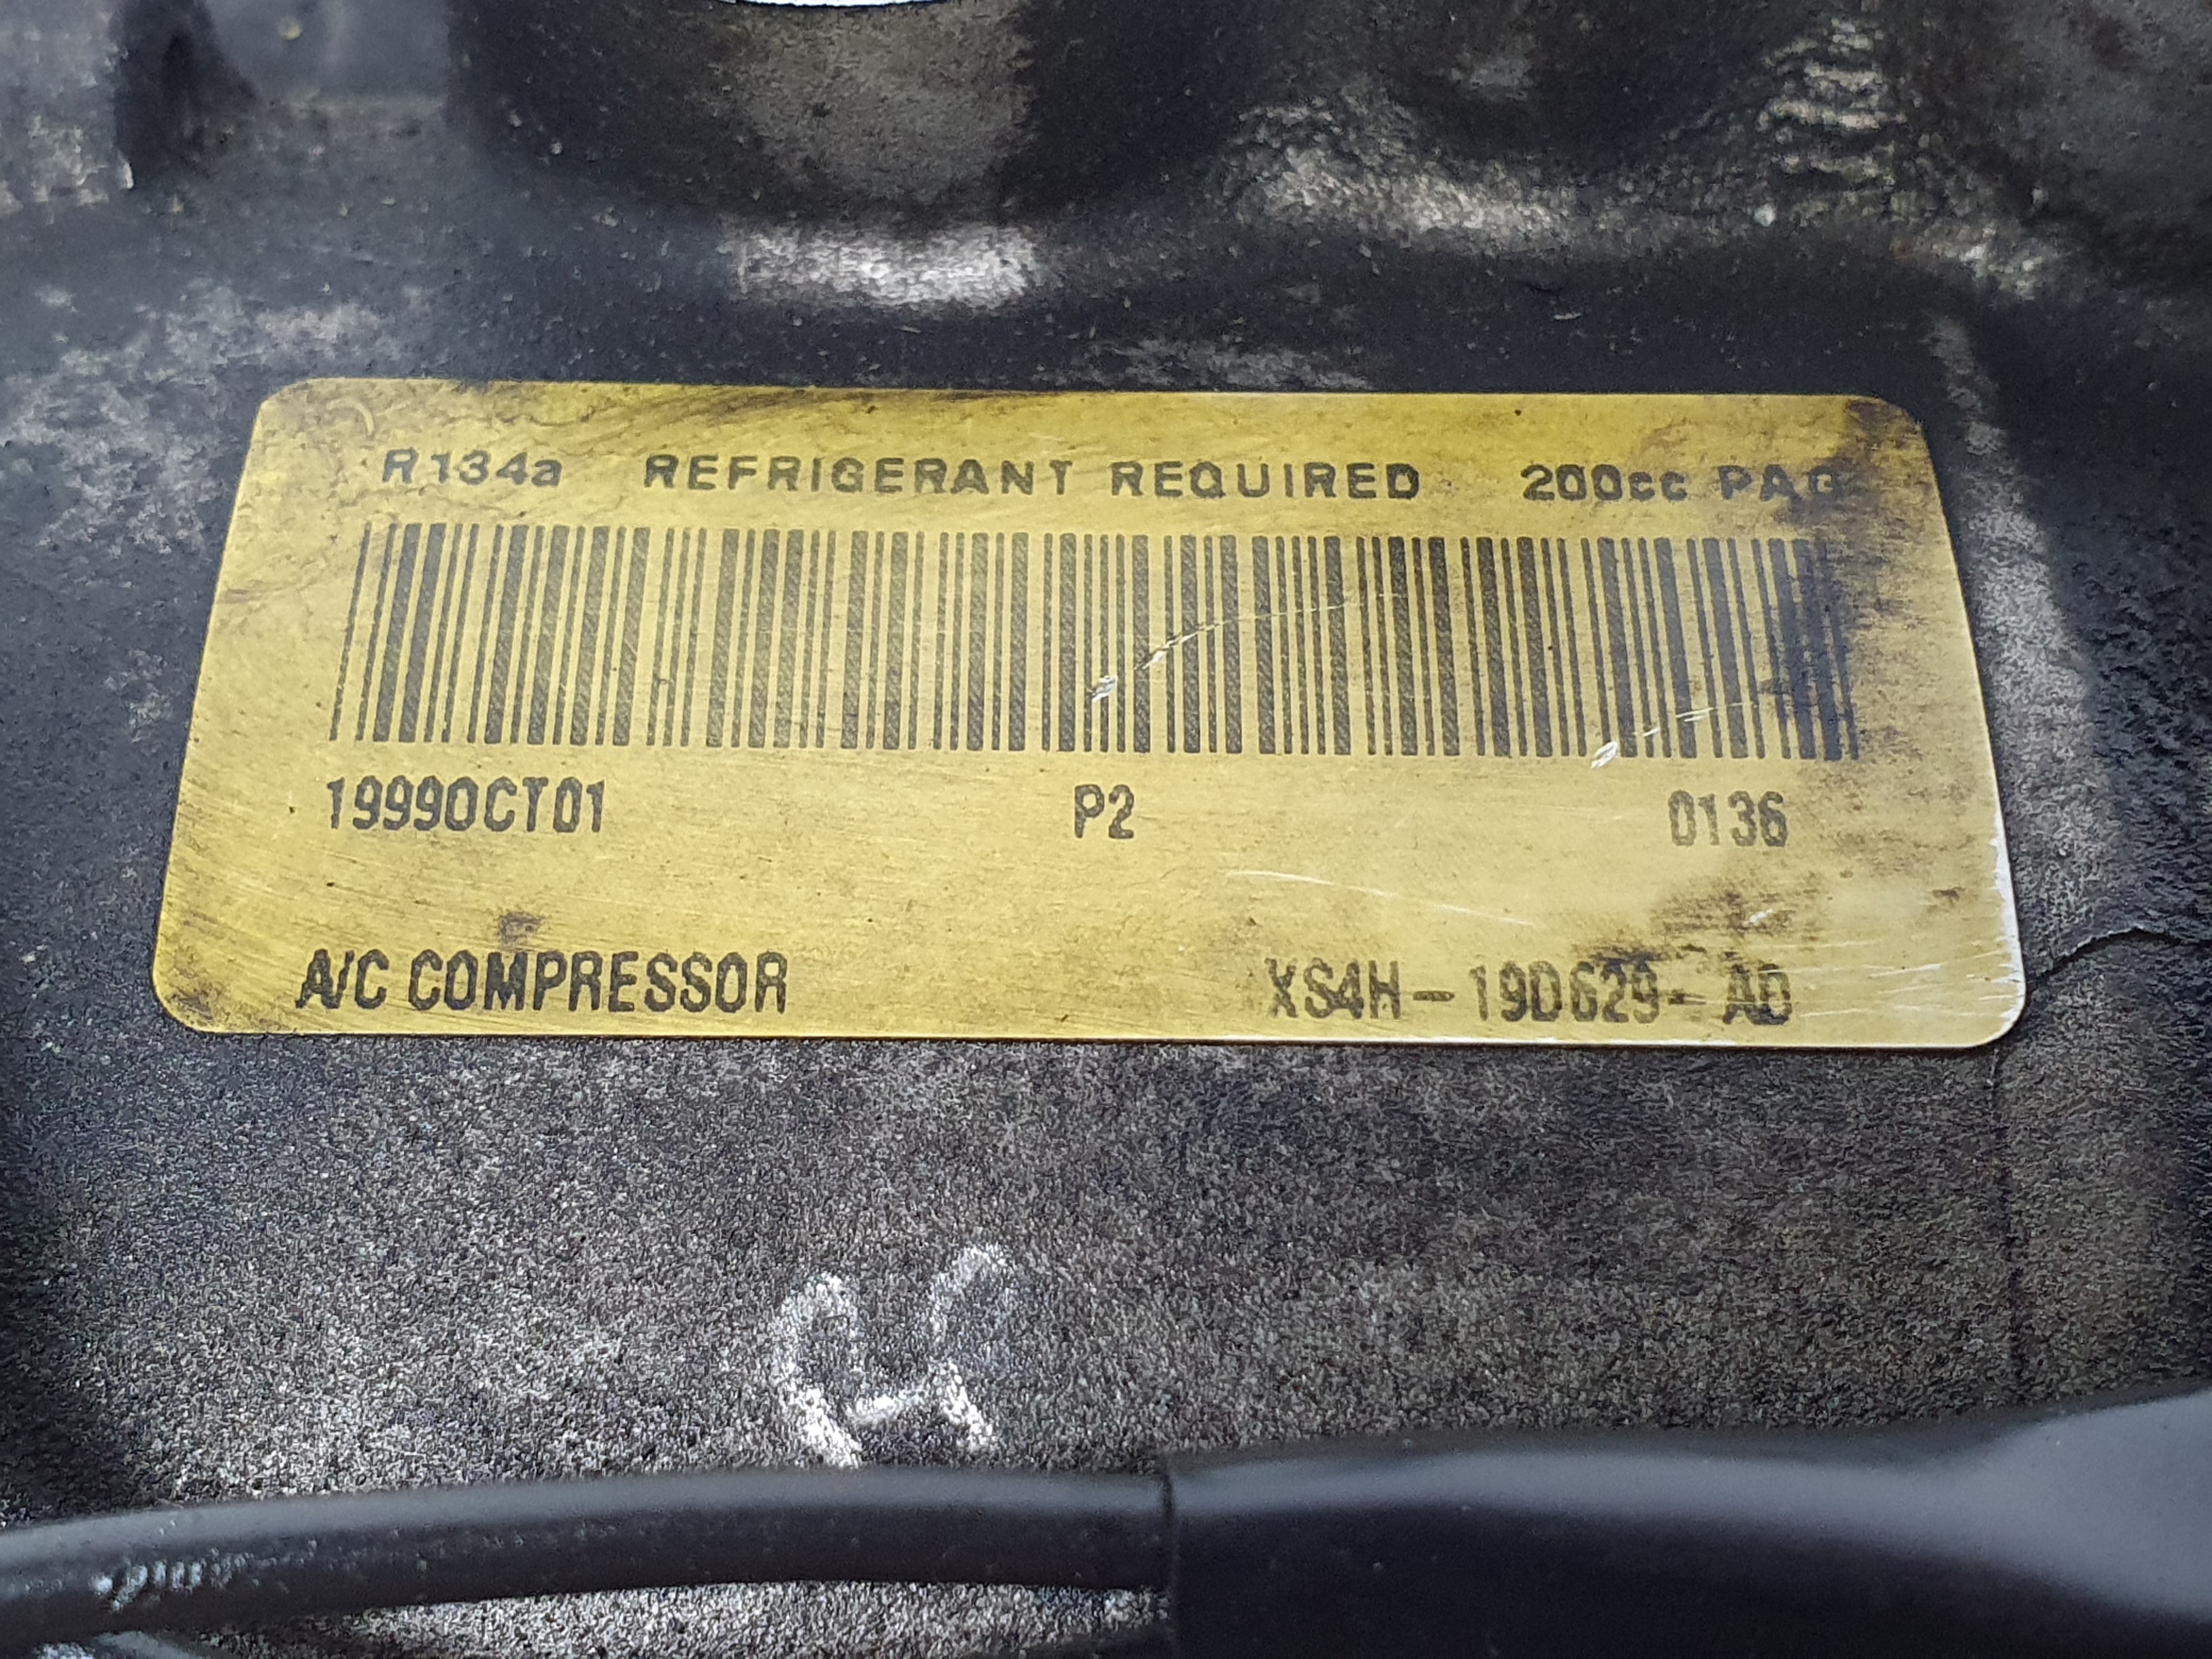 R134a REFRIGERANT REQUIRED 200cc PAG
1999OCT01 P2 0136
A/C COMPRESSOR XS4H-19D629-AD